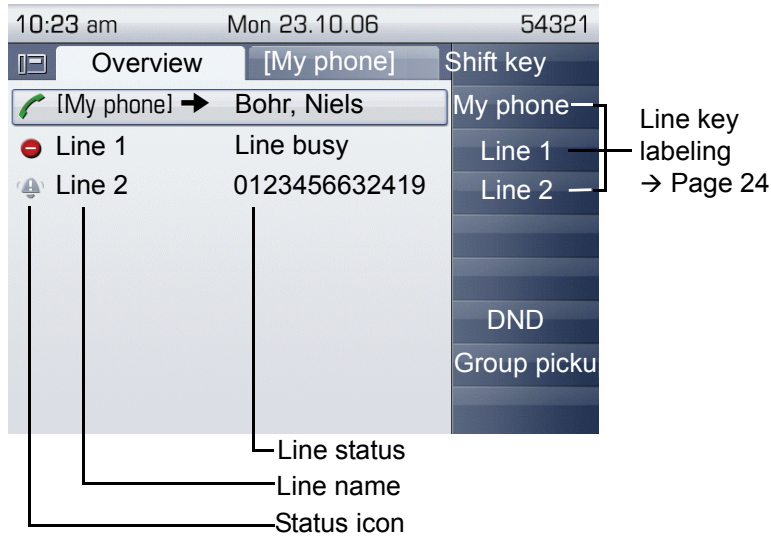 10:23 am Mon 23.10.06 54321
Overview [My phone] Shift key
[My phone] → Bohr, Niels My phone
Line 1 Line busy Line 1
Line 2 0123456632419 Line 2
DND
Group picku
Line key
labeling
→ Page 24
Line status
Line name
Status icon